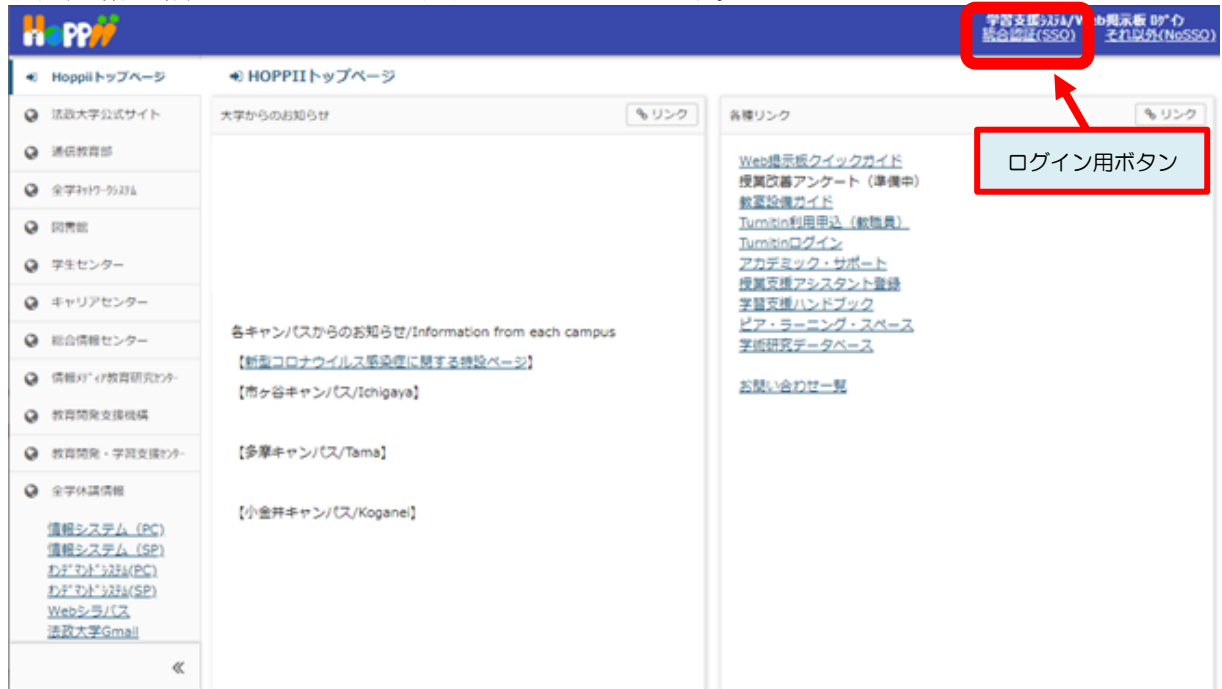 Hoppii
学習支援ｼｽﾃﾑ/Web掲示板 ﾛｸﾞｲﾝ
統合認証(SSO) それ以外(NoSSO)
Hoppiiトップページ
法政大学公式サイト
通信教育部
全学ﾈｯﾄﾜｰｸｼｽﾃﾑ
図書館
学生センター
キャリアセンター
総合情報センター
情報ﾒﾃﾞｨｱ教育研究ｾﾝﾀｰ
教育開発支援機構
教育開発・学習支援ｾﾝﾀｰ
全学休講情報
情報システム（PC）
情報システム（SP）
ｵﾝﾃﾞﾏﾝﾄﾞｼｽﾃﾑ(PC)
ｵﾝﾃﾞﾏﾝﾄﾞｼｽﾃﾑ(SP)
Webシラバス
法政大学Gmail
HOPPIIトップページ
大学からのお知らせ
リンク
各キャンパスからのお知らせ/Information from each campus
【新型コロナウイルス感染症に関する特設ページ】
【市ヶ谷キャンパス/Ichigaya】
【多摩キャンパス/Tama】
【小金井キャンパス/Koganei】
各種リンク
リンク
ログイン用ボタン
Web掲示板クイックガイド
授業改善アンケート（準備中）
教室設備ガイド
Turnitin利用申込（教職員）
Turnitinログイン
アカデミック・サポート
授業支援アシスタント登録
学習支援ハンドブック
ピア・ラーニング・スペース
学術研究データベース
お問い合わせ一覧